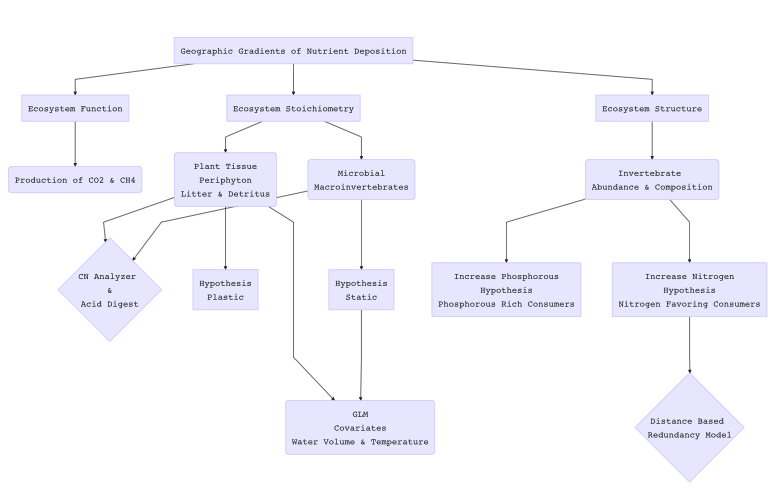 Geographic Gradients of Nutrient Deposition
Ecosystem Function
Ecosystem Stoichiometry
Ecosystem Structure
Production of CO2 & CH4
Plant Tissue
Periphyton
Litter & Detritus
Microbial
Macroinvertebrates
Invertebrate
Abundance & Composition
CN Analyzer
&
Acid Digest
Hypothesis
Plastic
Hypothesis
Static
Increase Phosphorous
Hypothesis
Phosphorous Rich Consumers
Increase Nitrogen
Hypothesis
Nitrogen Favoring Consumers
GLM
Covariates
Water Volume & Temperature
Distance Based
Redundancy Model